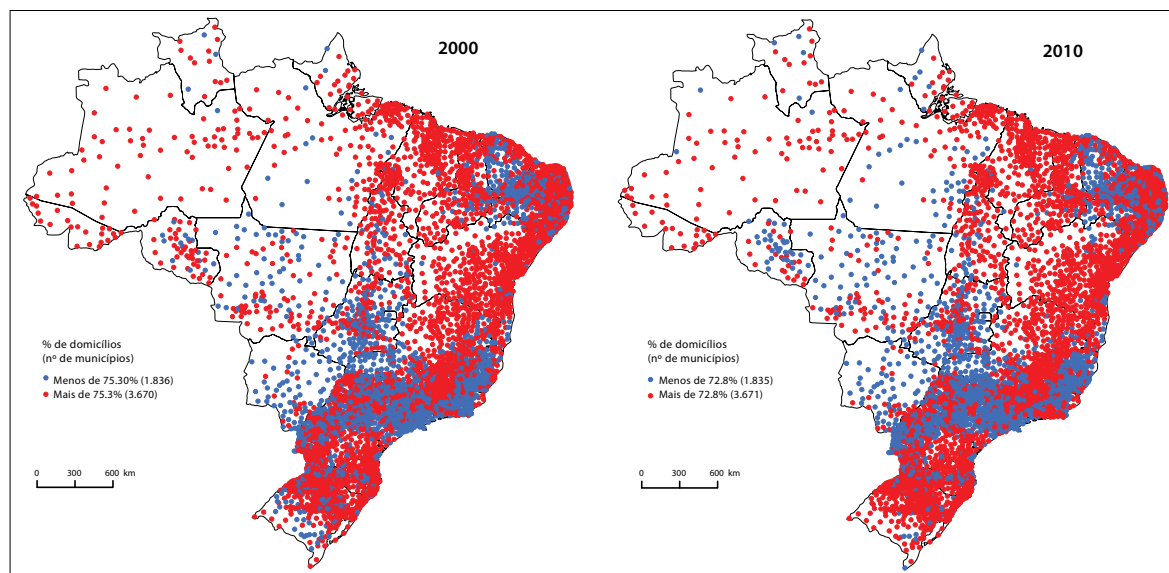 2000
% de domicílios
(nº de municípios)
Menos de 75.30% (1.836)
Mais de 75.3% (3.670)
0 300 600 km
2010
% de domicílios
(nº de municípios)
Menos de 72.8% (1.835)
Mais de 72.8% (3.671)
0 300 600 km